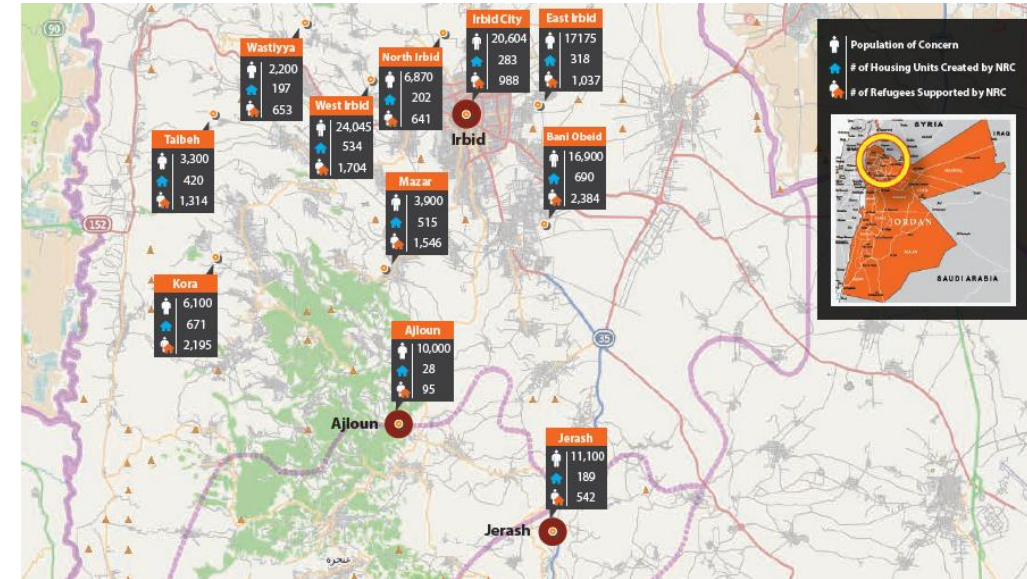 90
Wastiyya
2,200
197
653
North Irbid
6,870
202
641
Irbid City
20,604
283
988
East Irbid
17175
318
1,037
West Irbid
24,045
534
1,704
Irbid
Taibeh
3,300
420
1,314
Bani Obeid
16,900
690
2,384
Mazar
3,900
515
1,546
152
Kora
6,100
671
2,195
Ajloun
10,000
28
95
35
Ajloun
Jerash
11,100
189
542
Jerash
عنجرة
Population of Concern
# of Housing Units Created by NRC
# of Refugees Supported by NRC
SYRIA
IRAQ
JORDAN
SAUDI ARABIA